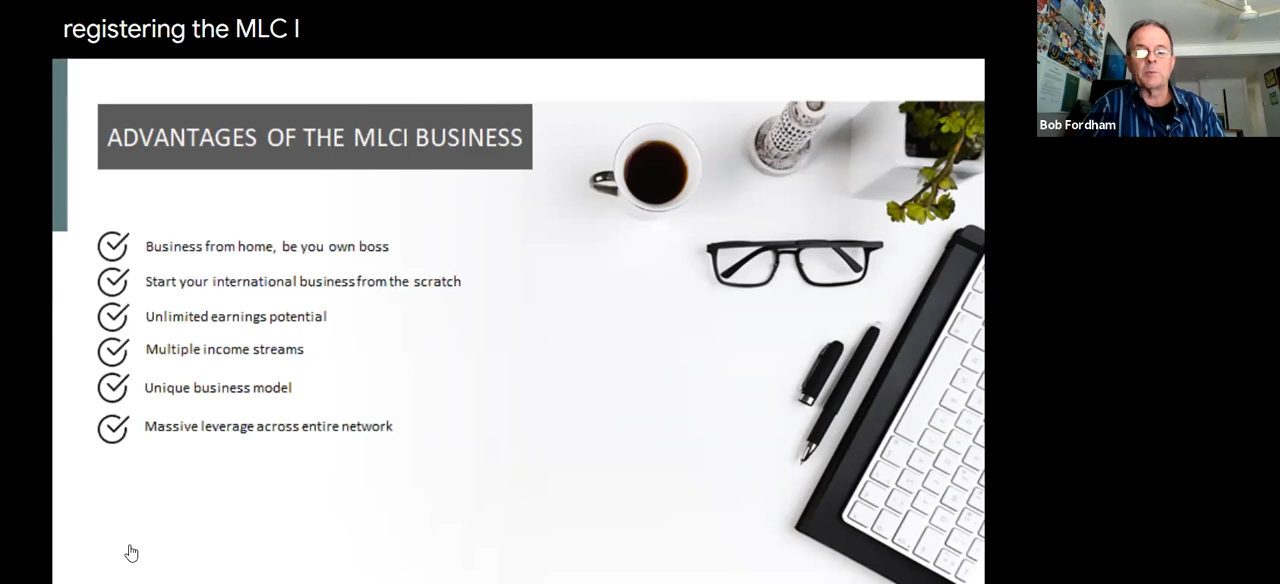 registering the MLC I
Bob Fordham
ADVANTAGES OF THE MLCI BUSINESS
Business from home, be you own boss
Start your international business from the scratch
Unlimited earnings potential
Multiple income streams
Unique business model
Massive leverage across entire network